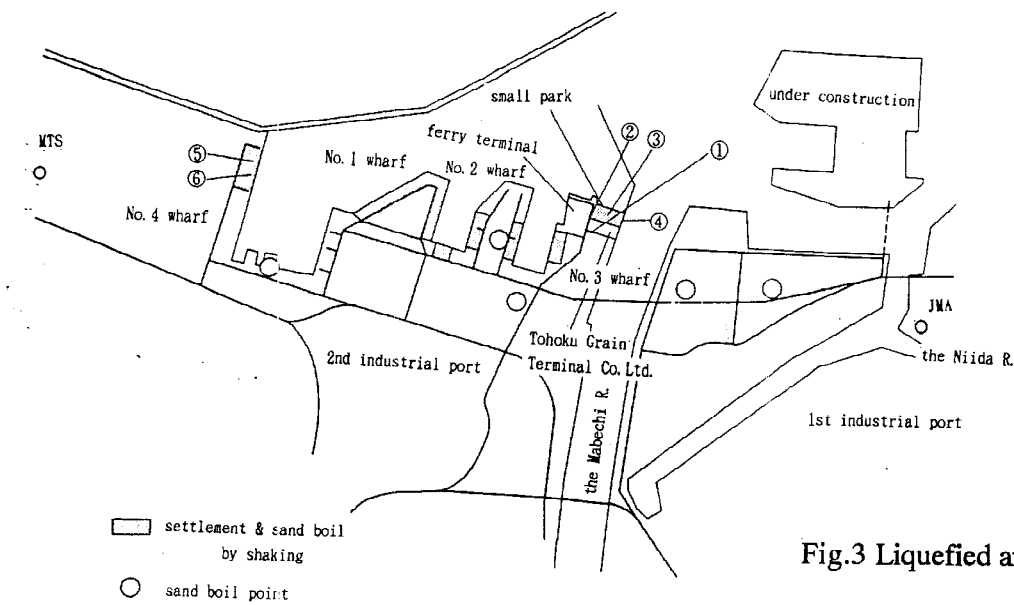 under construction
small park
②
③
①
ferry terminal
MTS
⑤
No. 1 wharf
No. 2 wharf
⑥
No. 4 wharf
④
No. 3 wharf
JMA
Tohoku Grain
2nd industrial port
Terminal Co. Ltd.
the Niida R.
the Mabechi R.
1st industrial port
settlement & sand boil
by shaking
sand boil point
Fig.3 Liquefied a